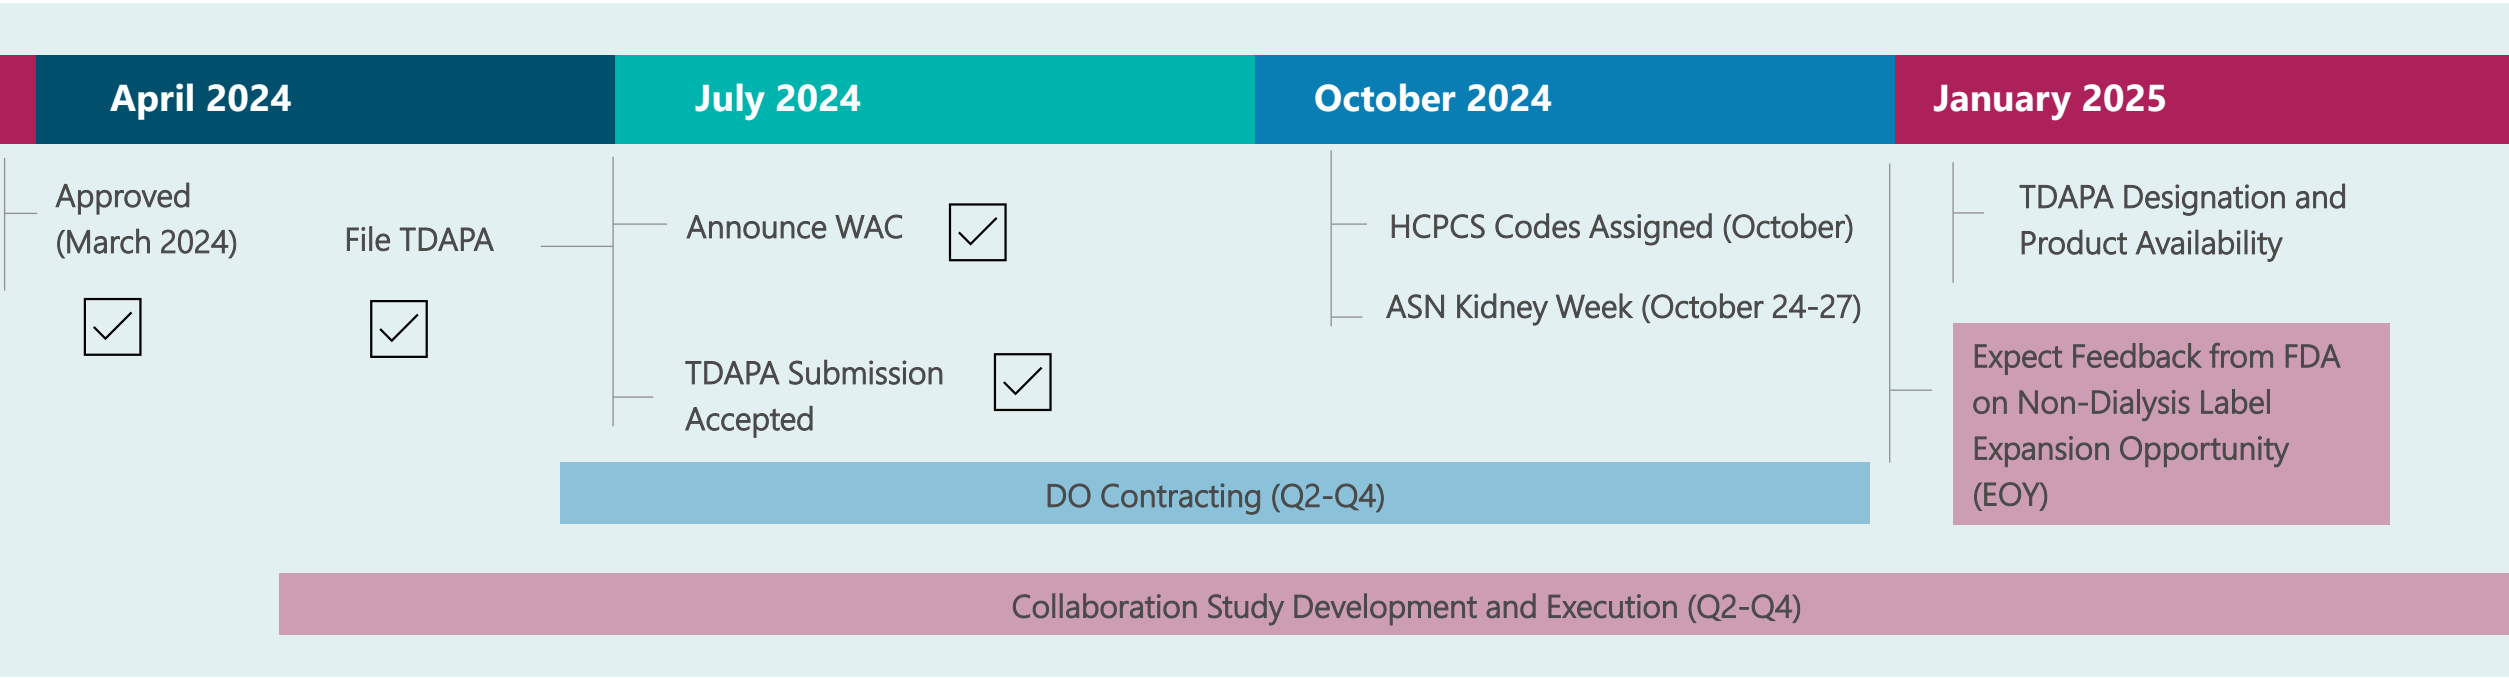 April 2024
July 2024
October 2024
January 2025
Approved
(March 2024)
File TDAPA
Announce WAC
TDAPA Submission
Accepted
HCPCS Codes Assigned (October)
ASN Kidney Week (October 24-27)
TDAPA Designation and
Product Availability
Expect Feedback from FDA
on Non-Dialysis Label
Expansion Opportunity
(EOY)
DO Contracting (Q2-Q4)
Collaboration Study Development and Execution (Q2-Q4)